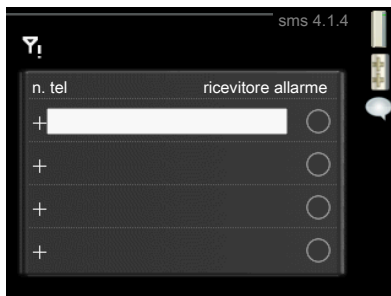 sms 4.1.4
n. tel ricevitore allarme
+
+
+
+